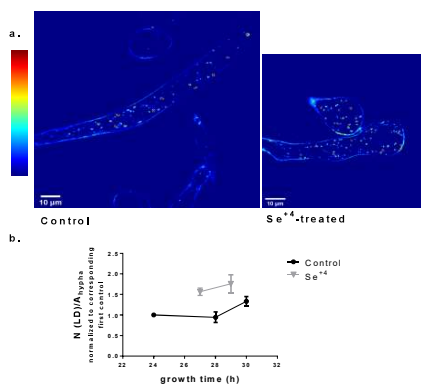 a.
10 µm
10 µm
Control
Se+4-treated
b.
N (LD)/Ahypha
normalized to corresponding
first control
2.5
2.0
1.5
1.0
0.5
0.0
22
24
26
28
30
32
growth time (h)
Control
Se+4